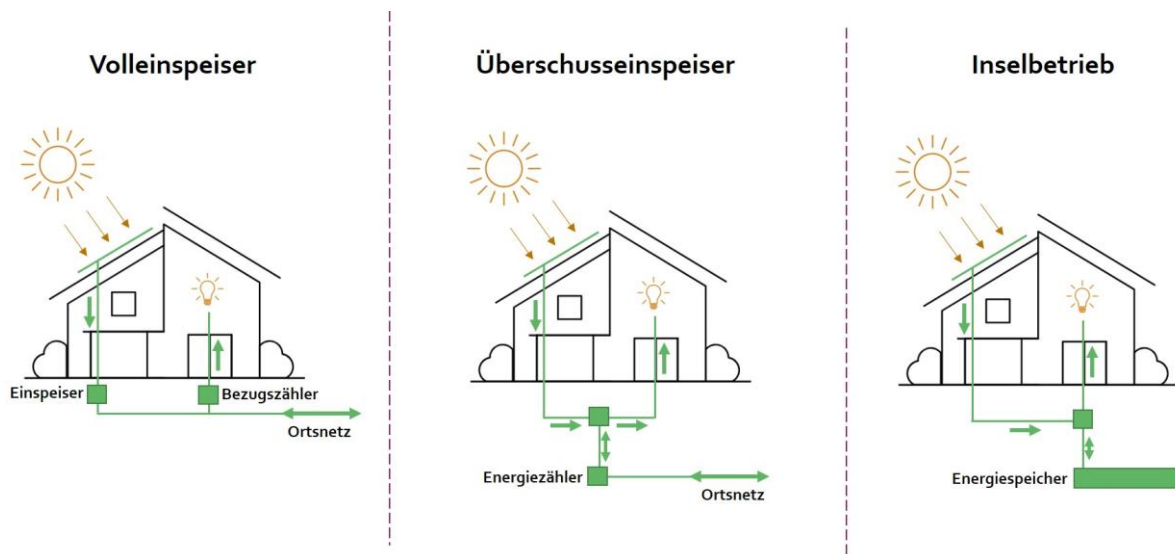 Volleinspeiser
Einspeiser
Bezugszähler
Ortsnetz
Überschusseinspeiser
Energiezähler
Ortsnetz
Inselbetrieb
Energiespeicher